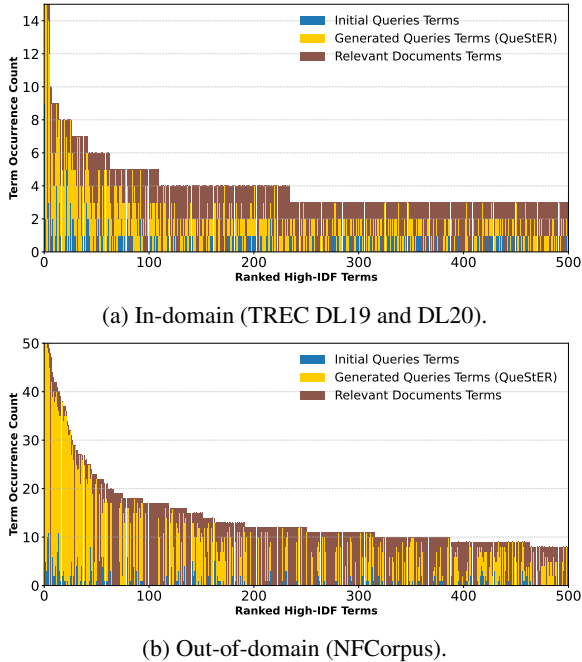 14
12
10
8
6
4
2
0
Term Occurrence Count
Initial Queries Terms
Generated Queries Terms (QueStER)
Relevant Documents Terms
0 100 200 300 400 500
Ranked High-IDF Terms
(a) In-domain (TREC DL19 and DL20).
50
40
30
20
10
0
Term Occurrence Count
Initial Queries Terms
Generated Queries Terms (QueStER)
Relevant Documents Terms
0 100 200 300 400 500
Ranked High-IDF Terms
(b) Out-of-domain (NFCorpus).